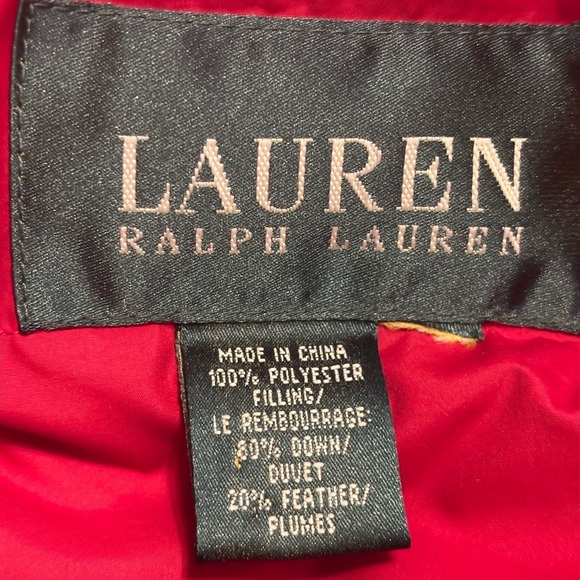 LAUREN
RALPH LAUREN
MADE IN CHINA
100% POLYESTER
FILLING/
LE REMBOURRAGE:
80% DOWN/
DUVET
20% FEATHER/
PLUMES